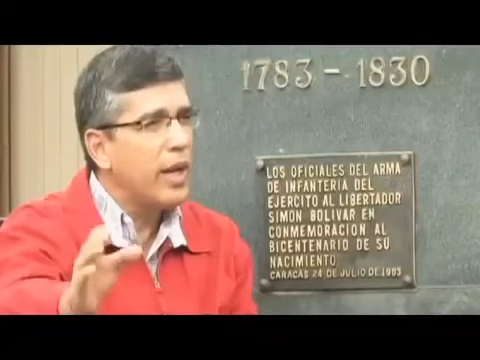 1783-1830
LOS OFICIALES DEL ARMA
DE INFANTERIA DEL
EJERCITO AL LIBERTADOR
SIMON BOLIVAR EN
CONMEMORACION AL
BICENTENARIO DE SU
NACIMIENTO
CARACAS 24 DE JULIO DE 1983